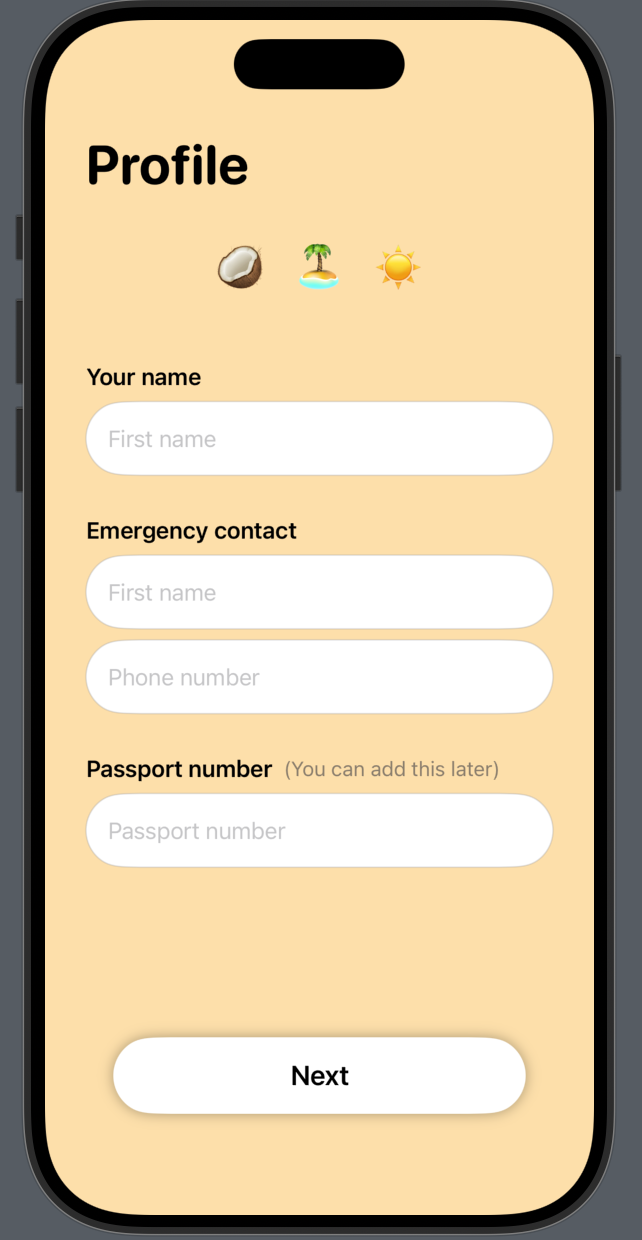 Profile
Your name
First name
Emergency contact
First name
Phone number
Passport number (You can add this later)
Passport number
Next